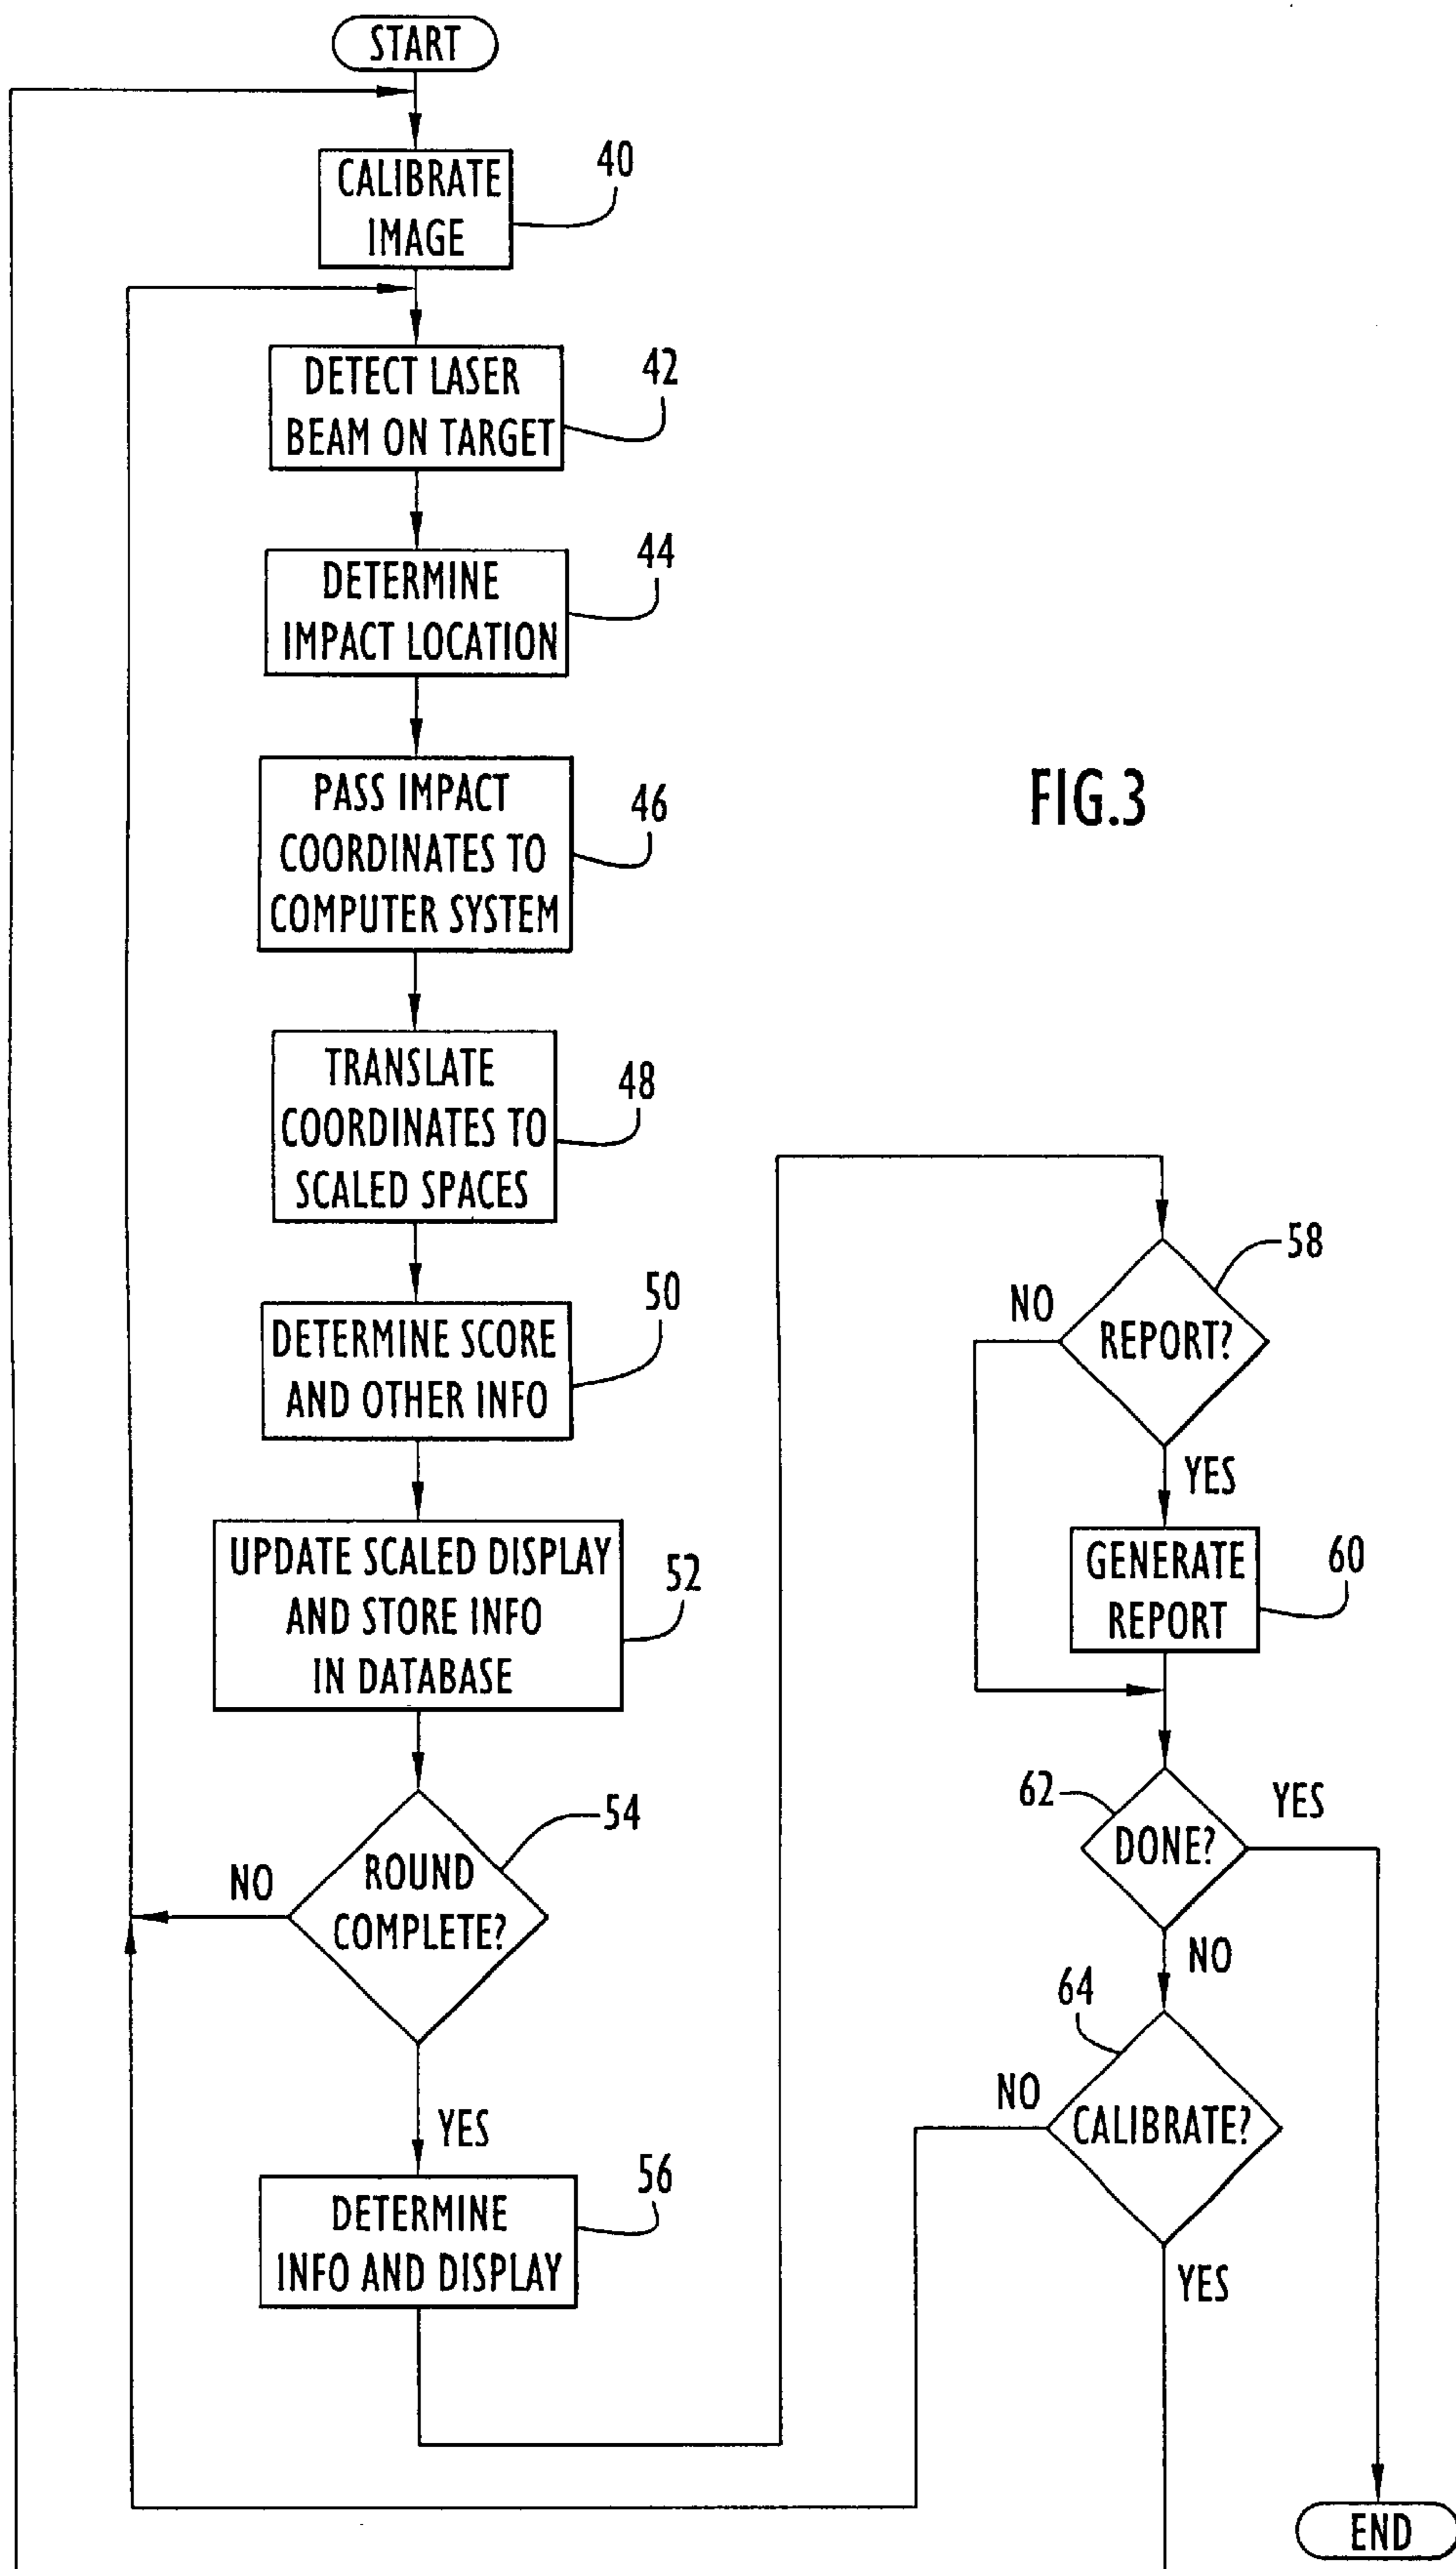 START
CALIBRATE
IMAGE
40
DETECT LASER
BEAM ON TARGET
42
DETERMINE
IMPACT LOCATION
44
PASS IMPACT
COORDINATES TO
COMPUTER SYSTEM
46
FIG.3
TRANSLATE
COORDINATES TO
SCALED SPACES
48
DETERMINE SCORE
AND OTHER INFO
50
UPDATE SCALED DISPLAY
AND STORE INFO
IN DATABASE
52
ROUND
COMPLETE?
54
NO
YES
DETERMINE
INFO AND DISPLAY
56
REPORT?
58
NO
YES
GENERATE
REPORT
60
DONE?
62
YES
NO
CALIBRATE?
64
NO
YES
END